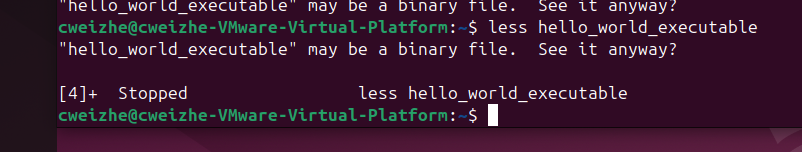 "hello_world_executable" may be a binary file.  See it anyway?
cweizhe@cweizhe-VMware-Virtual-Platform:~$ less hello_world_executable
"hello_world_executable" may be a binary file.  See it anyway?
[4]+  Stopped                 less hello_world_executable
cweizhe@cweizhe-VMware-Virtual-Platform:~$